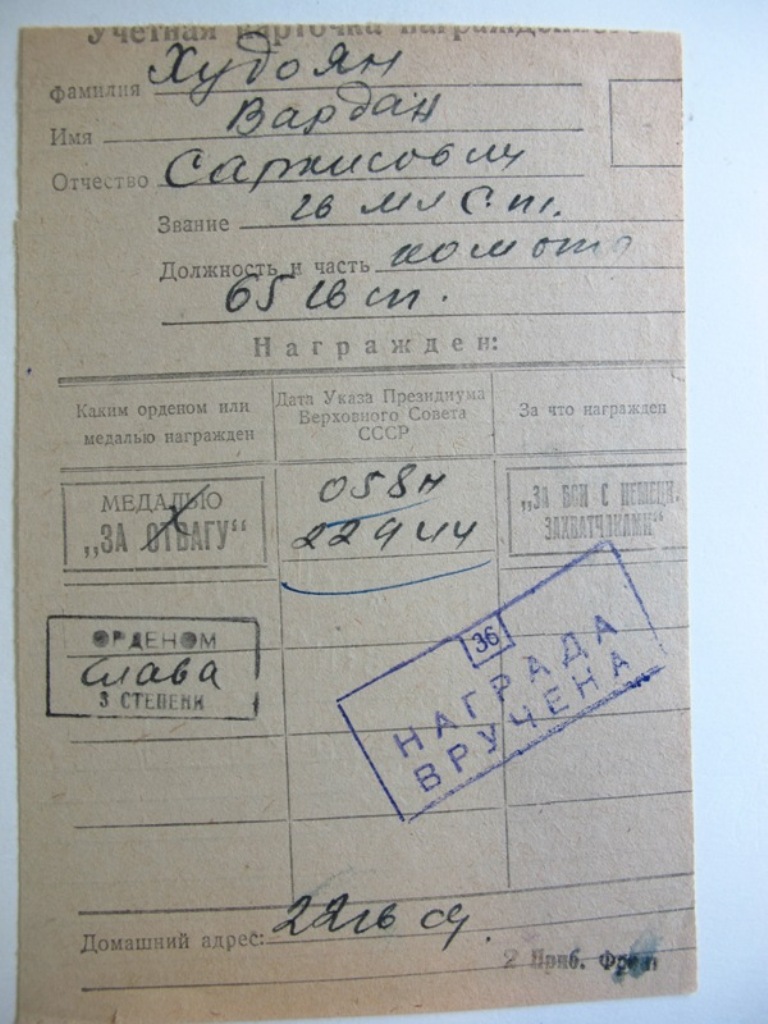 Учетная карточка награжденного
Фамилия Худоян
Имя Вардан
Отчество Саркисович
Звание гв мл с-т.
Должность и часть ком отд
65 гв сп.
Награжден:
Каким орденом или медалью награжден
Дата Указа Президиума Верховного Совета СССР
За что награжден
МЕДАЛЬЮ
„ЗА ОТВАГУ“
058н
22 9 44
„ЗА БОИ С НЕМЕЦК.
ЗАХВАТЧИКАМИ“
ОРДЕНОМ
Слава
3 СТЕПЕНИ
36
НАГРАДА
ВРУЧЕНА
Домашний адрес: 22 гв сд.
2 Приб. Фронт